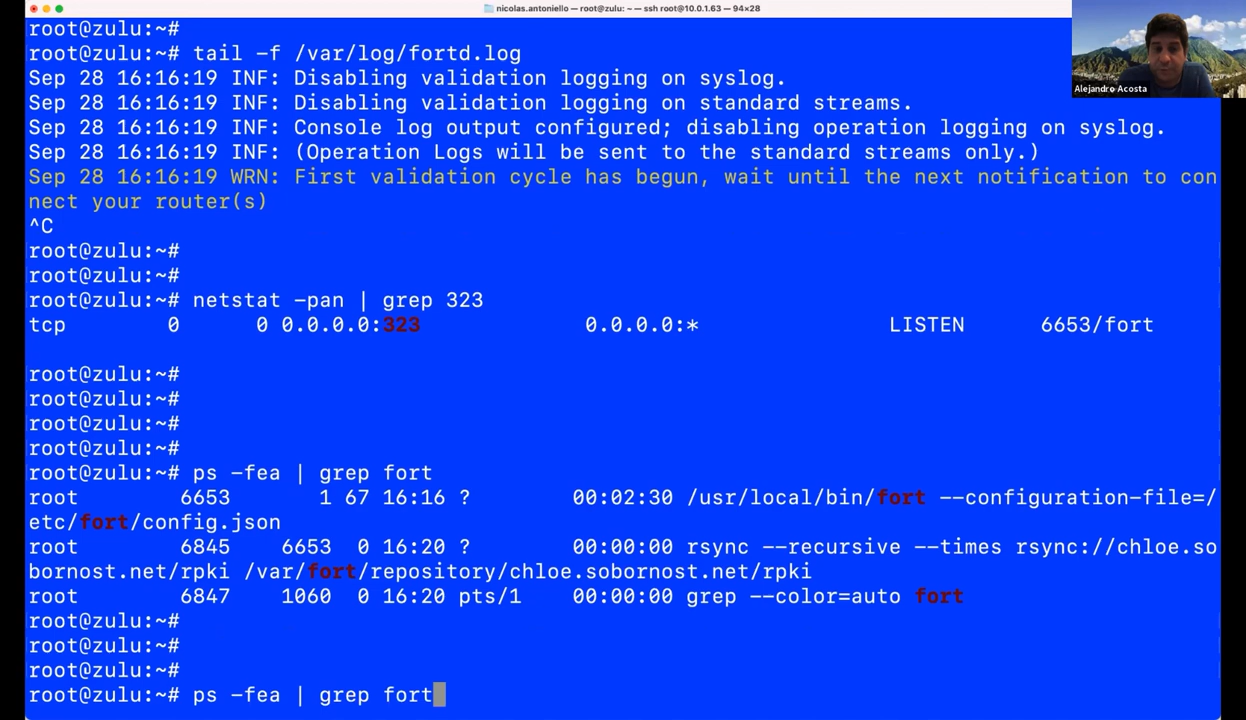 nicolas.antoniello — root@zulu: ~ — ssh root@10.0.1.63 — 94×28
root@zulu:~#
root@zulu:~# tail -f /var/log/fortd.log
Sep 28 16:16:19 INF: Disabling validation logging on syslog.
Sep 28 16:16:19 INF: Disabling validation logging on standard streams.
Sep 28 16:16:19 INF: Console log output configured; disabling operation logging on syslog.
Sep 28 16:16:19 INF: (Operation Logs will be sent to the standard streams only.)
Sep 28 16:16:19 WRN: First validation cycle has begun, wait until the next notification to con
nect your router(s)
^C
root@zulu:~#
root@zulu:~#
root@zulu:~# netstat -pan | grep 323
tcp        0      0 0.0.0.0:323             0.0.0.0:*               LISTEN      6653/fort
root@zulu:~#
root@zulu:~#
root@zulu:~#
root@zulu:~#
root@zulu:~# ps -fea | grep fort
root        6653       1 67 16:16 ?        00:02:30 /usr/local/bin/fort --configuration-file=/
etc/fort/config.json
root        6845    6653  0 16:20 ?        00:00:00 rsync --recursive --times rsync://chloe.so
bornost.net/rpki /var/fort/repository/chloe.sobornost.net/rpki
root        6847    1060  0 16:20 pts/1    00:00:00 grep --color=auto fort
root@zulu:~#
root@zulu:~#
root@zulu:~#
root@zulu:~# ps -fea | grep fort
Alejandro Acosta